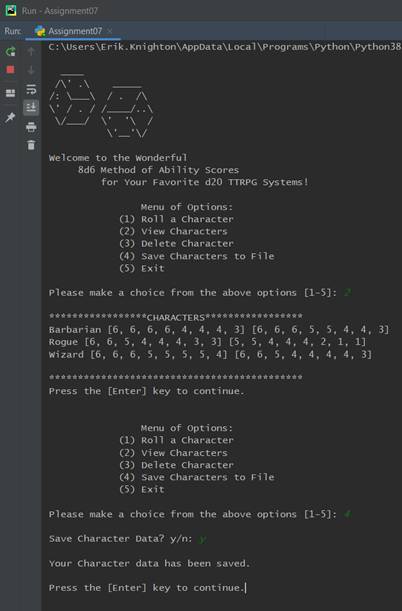 Run - Assignment07
Run: Assignment07 ×
C:\Users\Erik.Knighton\AppData\Local\Programs\Python\Python38
Welcome to the Wonderful
8d6 Method of Ability Scores
for Your Favorite d20 TTRPG Systems!
Menu of Options:
(1) Roll a Character
(2) View Characters
(3) Delete Character
(4) Save Characters to File
(5) Exit
Please make a choice from the above options [1-5]: 2
*****************CHARACTERS*****************
Barbarian [6, 6, 6, 6, 4, 4, 4, 3] [6, 6, 6, 5, 5, 4, 4, 3]
Rogue [6, 6, 5, 4, 4, 4, 3, 3] [5, 5, 4, 4, 4, 2, 1, 1]
Wizard [6, 6, 6, 5, 5, 5, 5, 4] [6, 6, 5, 4, 4, 4, 4, 3]
********************************************
Press the [Enter] key to continue.
Menu of Options:
(1) Roll a Character
(2) View Characters
(3) Delete Character
(4) Save Characters to File
(5) Exit
Please make a choice from the above options [1-5]: 4
Save Character Data? y/n: y
Your Character data has been saved.
Press the [Enter] key to continue.